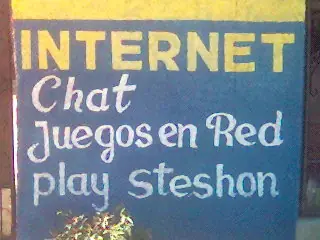 INTERNET
Chat
Juegos en Red
play steshon